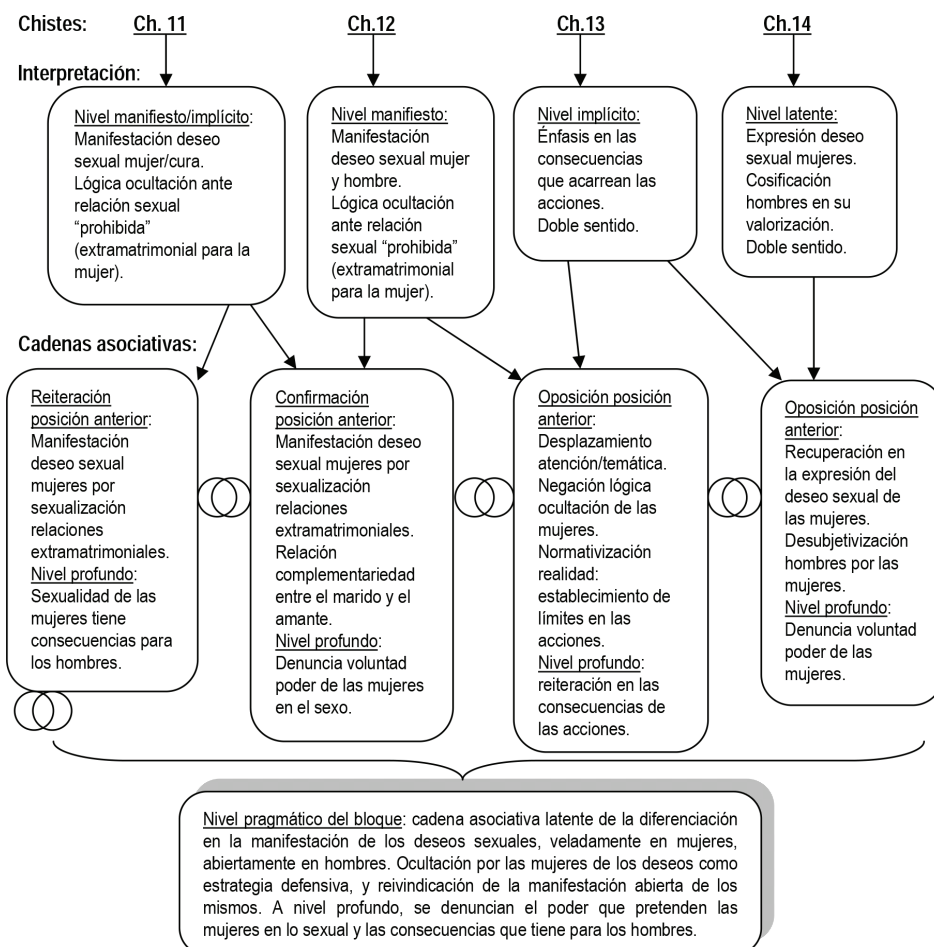 Chistes: Ch. 11 Ch.12 Ch.13 Ch.14
Interpretación:
Nivel manifiesto/implícito:
Manifestación deseo
sexual mujer/cura.
Lógica ocultación ante
relación sexual
“prohibida”
(extramatrimonial para la
mujer).
Nivel manifiesto:
Manifestación
deseo sexual mujer
y hombre.
Lógica ocultación
ante relación
sexual “prohibida”
(extramatrimonial
para la mujer).
Nivel implícito:
Énfasis en las
consecuencias
que acarrean las
acciones.
Doble sentido.
Nivel latente:
Expresión deseo
sexual mujeres.
Cosificación
hombres en su
valorización.
Doble sentido.
Cadenas asociativas:
Reiteración
posición anterior:
Manifestación
deseo sexual
mujeres por
sexualización
relaciones
extramatrimoniales.
Nivel profundo:
Sexualidad de las
mujeres tiene
consecuencias para
los hombres.
Confirmación
posición anterior:
Manifestación deseo
sexual mujeres por
sexualización
relaciones
extramatrimoniales.
Relación
complementariedad
entre el marido y el
amante.
Nivel profundo:
Denuncia voluntad
poder de las mujeres
en el sexo.
Oposición posición
anterior:
Desplazamiento
atención/temática.
Negación lógica
ocultación de las
mujeres.
Normativización
realidad:
establecimiento de
límites en las
acciones.
Nivel profundo:
reiteración en las
consecuencias de
las acciones.
Oposición posición
anterior:
Recuperación en
la expresión del
deseo sexual de
las mujeres.
Desubjetivización
hombres por las
mujeres.
Nivel profundo:
Denuncia voluntad
poder de las
mujeres.
Nivel pragmático del bloque: cadena asociativa latente de la diferenciación
en la manifestación de los deseos sexuales, veladamente en mujeres,
abiertamente en hombres. Ocultación por las mujeres de los deseos como
estrategia defensiva, y reivindicación de la manifestación abierta de los
mismos. A nivel profundo, se denuncian el poder que pretenden las
mujeres en lo sexual y las consecuencias que tiene para los hombres.